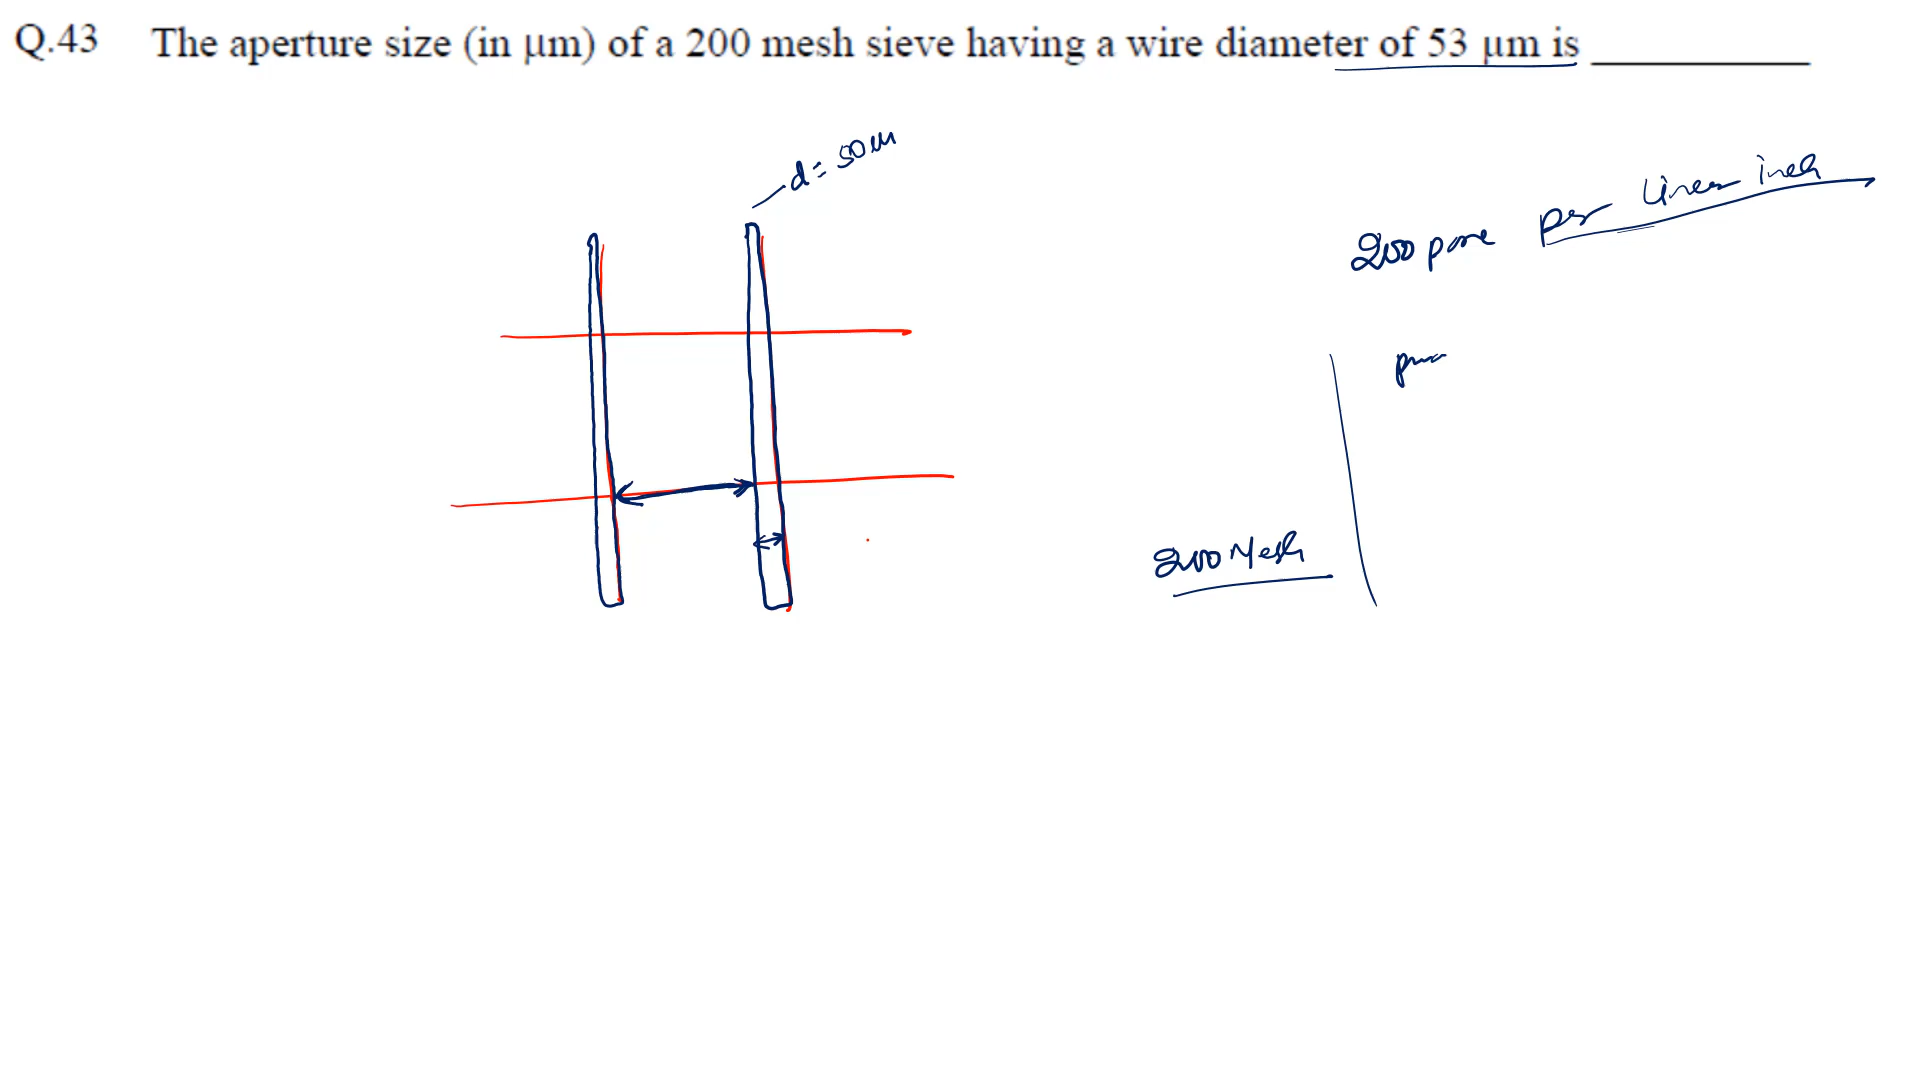 Q.43 The aperture size (in μm) of a 200 mesh sieve having a wire diameter of 53 μm is __________
d = 50 μ
200 pore per linear inch
200 Mesh